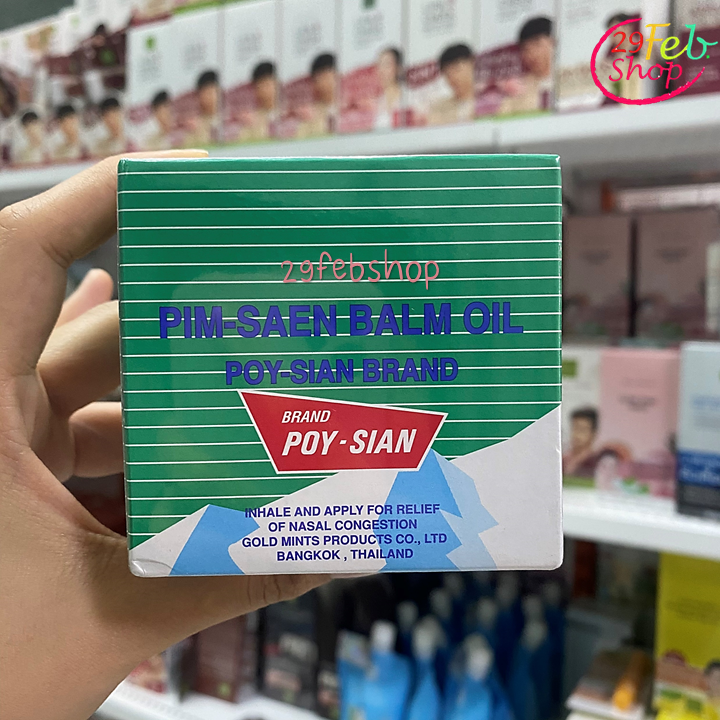 29Feb.
Shop
29febshop
PIM-SAEN BALM OIL
POY-SIAN BRAND
BRAND
POY - SIAN
INHALE AND APPLY FOR RELIEF
OF NASAL CONGESTION
GOLD MINTS PRODUCTS CO., LTD
BANGKOK , THAILAND